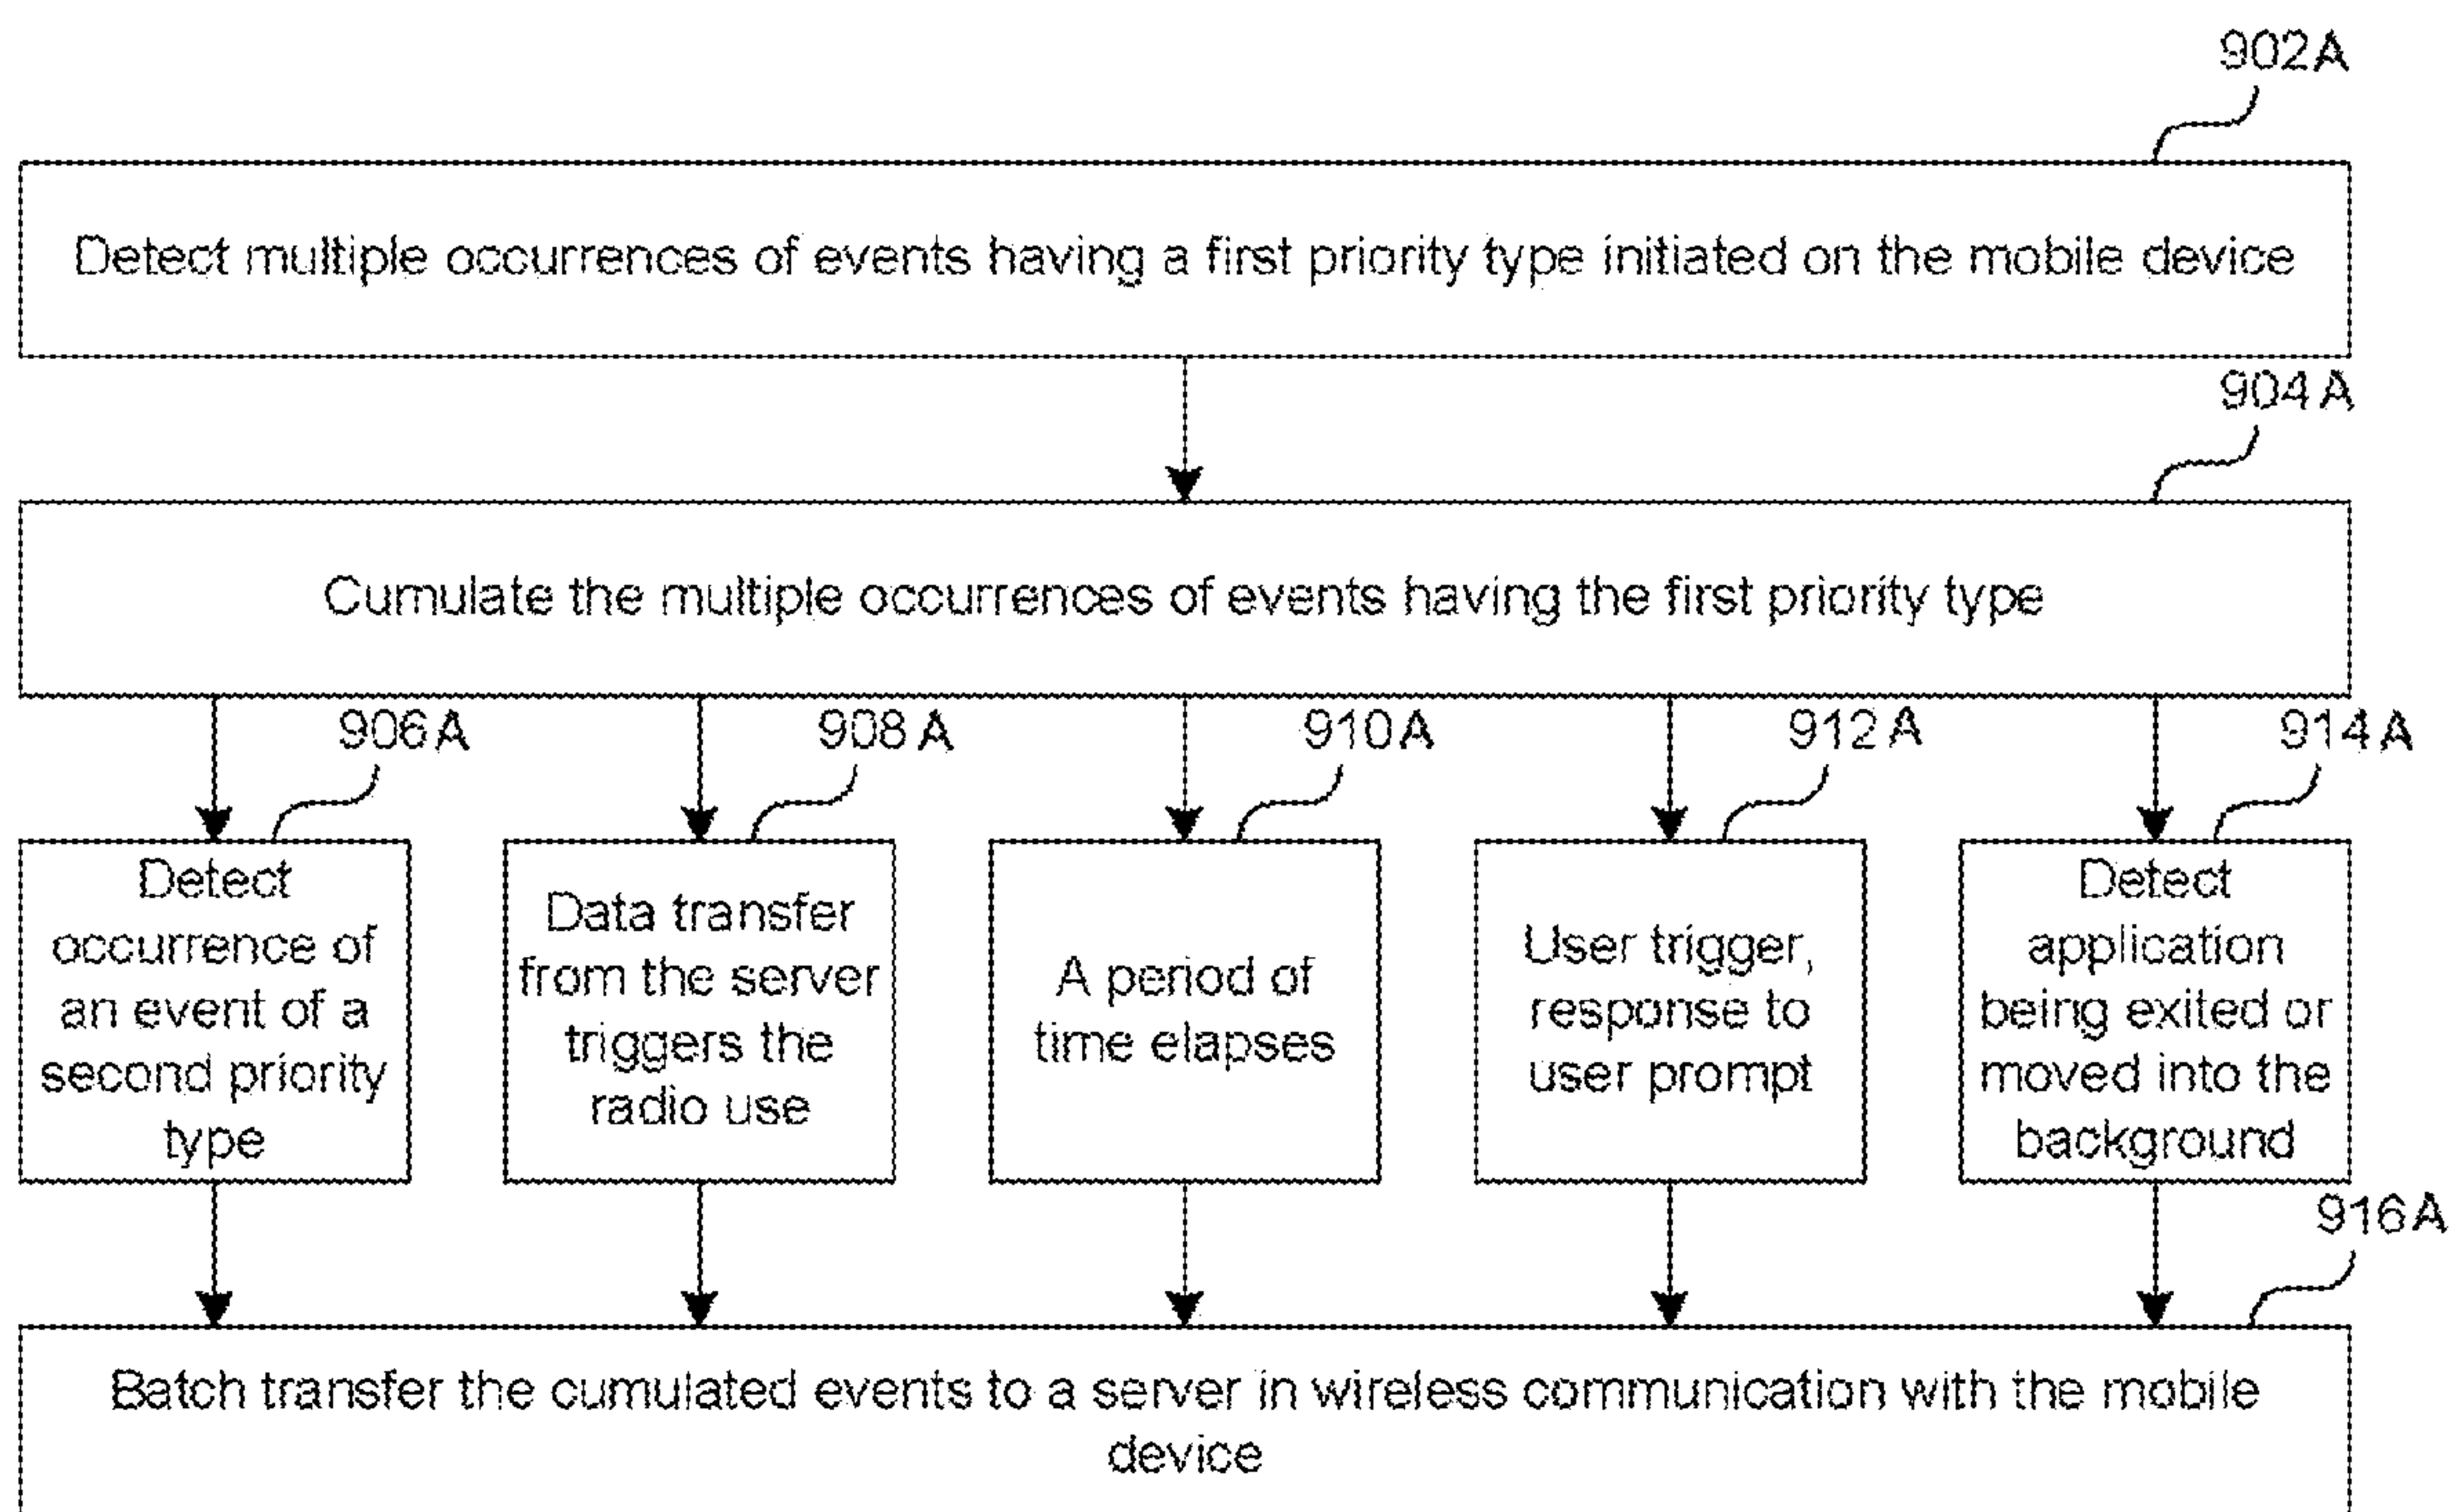 902A
Detect multiple occurrences of events having a first priority type initiated on the mobile device
904A
Cumulate the multiple occurrences of events having the first priority type
906A
908A
910A
912A
914A
Detect
occurrence of
an event of a
second priority
type
Data transfer
from the server
triggers the
radio use
A period of
time elapses
User trigger,
response to
user prompt
Detect
application
being exited or
moved into the
background
916A
Batch transfer the cumulated events to a server in wireless communication with the mobile
device